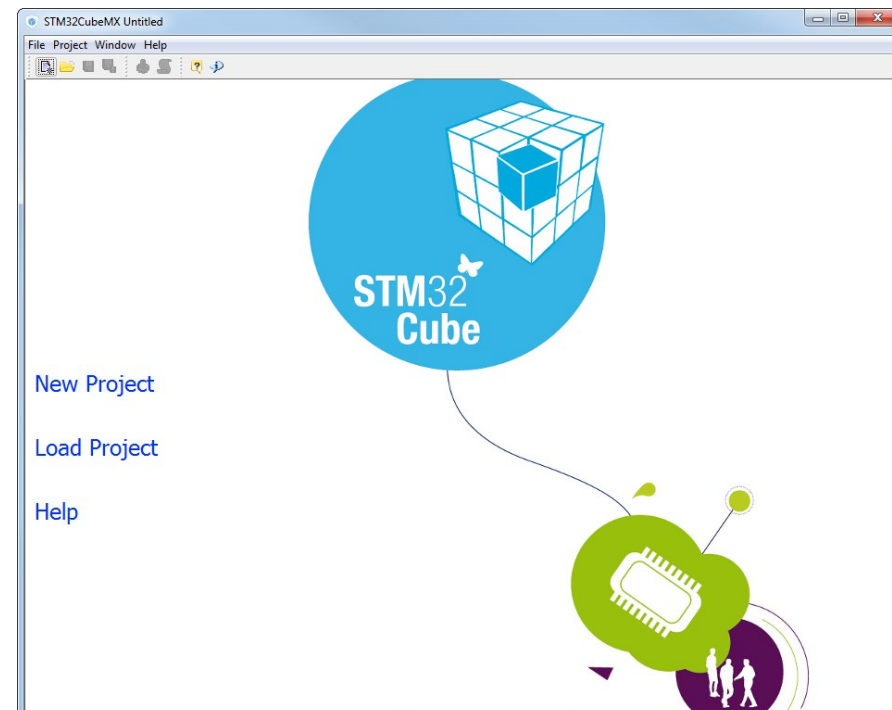 STM32CubeMX Untitled
File Project Window Help
STM32
Cube
New Project
Load Project
Help